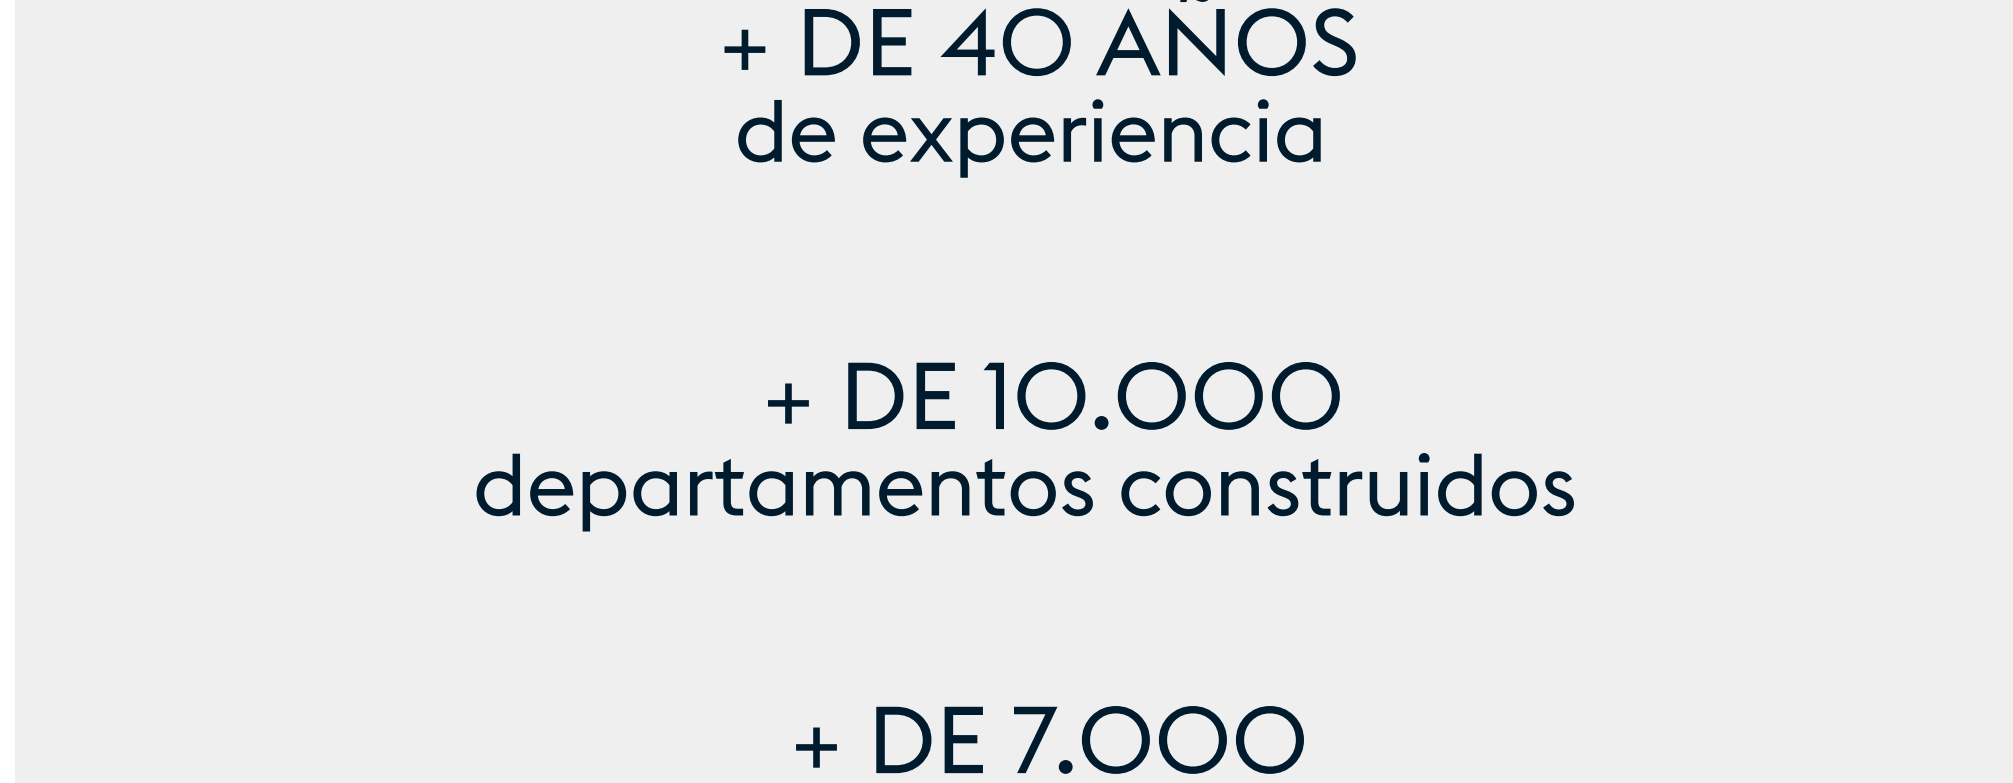 + DE 40 AÑOS
de experiencia
+ DE 10.000
departamentos construidos
+ DE 7.000